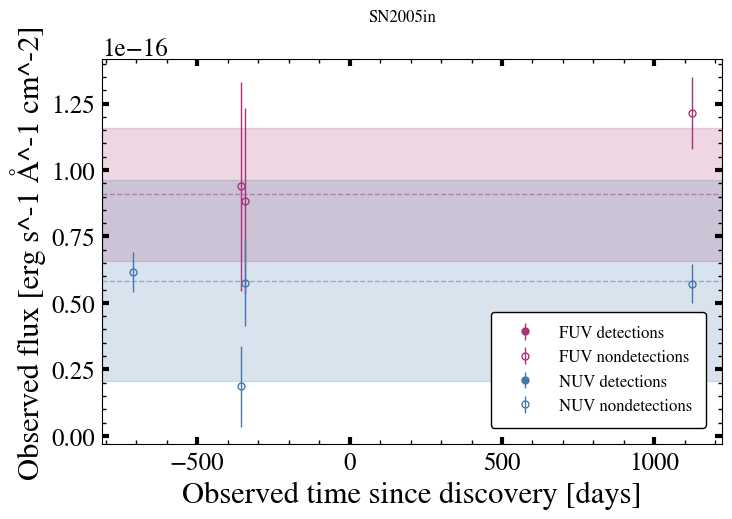 SN2005in
1e−16
Observed flux [erg s^-1 Å^-1 cm^-2]
1.25
1.00
0.75
0.50
0.25
0.00
FUV detections
FUV nondetections
NUV detections
NUV nondetections
−500
0
500
1000
Observed time since discovery [days]